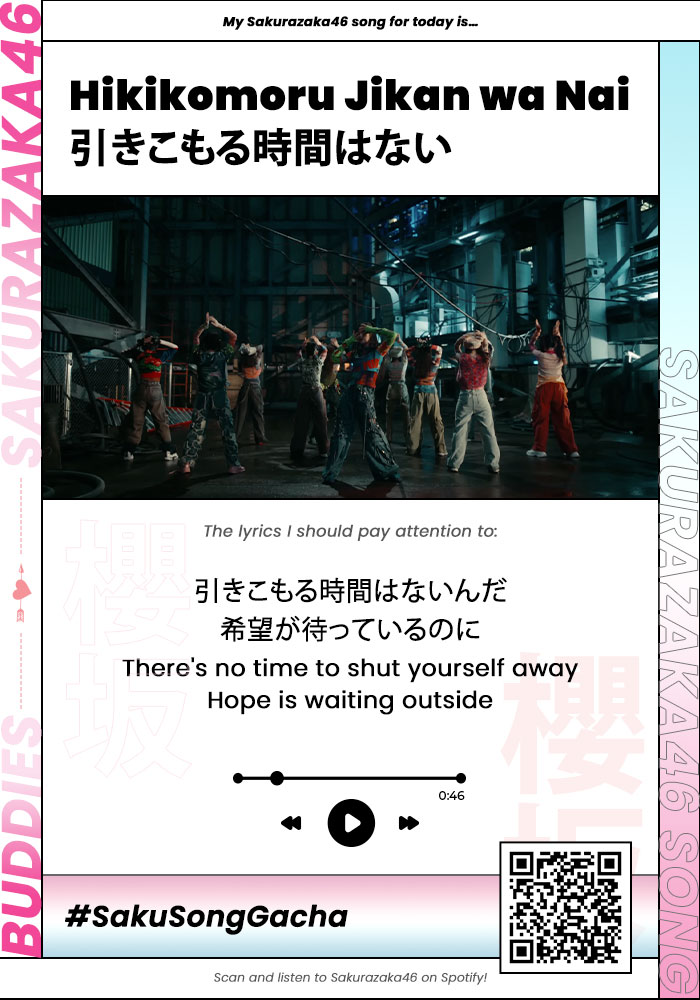 My Sakurazaka46 song for today is...
Hikikomoru Jikan wa Nai
引きこもる時間はない
The lyrics I should pay attention to:
引きこもる時間はないんだ
希望が待っているのに
There's no time to shut yourself away
Hope is waiting outside
0:46
#SakuSongGacha
Scan and listen to Sakurazaka46 on Spotify!
BUDDIES
SAKURAZAKA46
SAKURAZAKA46 SONG
櫻坂
櫻坂